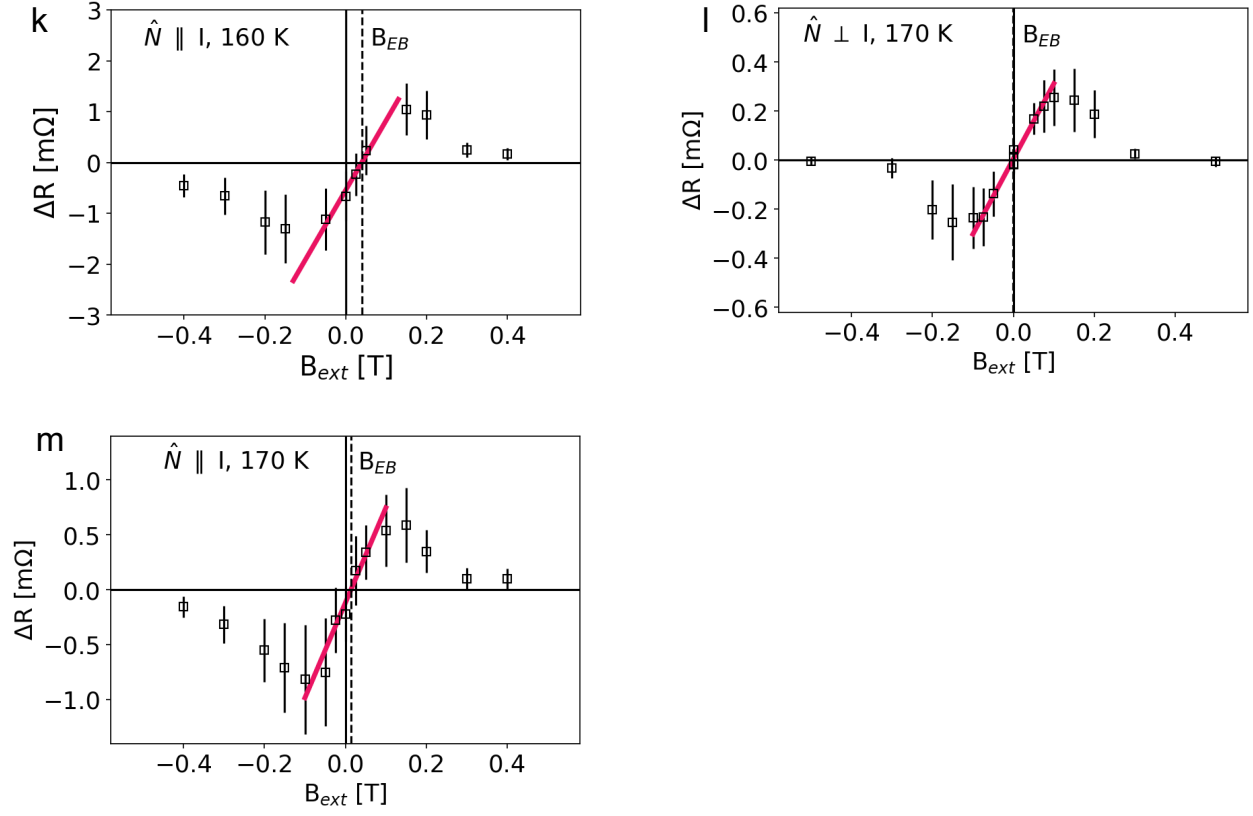 k
N̂ ∥ I, 160 K
B_EB
3
2
1
0
−1
−2
−3
ΔR [mΩ]
−0.4 −0.2 0.0 0.2 0.4
B_ext [T]
l
N̂ ⊥ I, 170 K
B_EB
0.6
0.4
0.2
0.0
−0.2
−0.4
−0.6
ΔR [mΩ]
−0.4 −0.2 0.0 0.2 0.4
B_ext [T]
m
N̂ ∥ I, 170 K
B_EB
1.0
0.5
0.0
−0.5
−1.0
ΔR [mΩ]
−0.4 −0.2 0.0 0.2 0.4
B_ext [T]